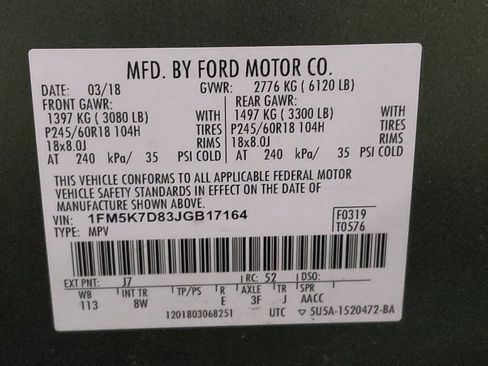 MFD. BY FORD MOTOR CO.
DATE: 03/18 GVWR: 2776 KG ( 6120 LB)
FRONT GAWR: REAR GAWR:
1397 KG ( 3080 LB) WITH 1497 KG ( 3300 LB) WITH
P245/60R18 104H TIRES P245/60R18 104H TIRES
18x8.0J RIMS 18x8.0J RIMS
AT 240 kPa/ 35 PSI COLD AT 240 kPa/ 35 PSI COLD
THIS VEHICLE CONFORMS TO ALL APPLICABLE FEDERAL MOTOR
VEHICLE SAFETY STANDARDS IN EFFECT ON THE DATE OF
MANUFACTURE SHOWN ABOVE.
VIN: 1FM5K7D83JGB17164 F0319
TYPE: MPV T0576
EXT PNT: J7 RC: 52 DSO:
WB INT TR TP/PS R AXLE TR SPR
113 8W E 3F J AACC
1201803068251 UTC 5U5A-1520472-BA